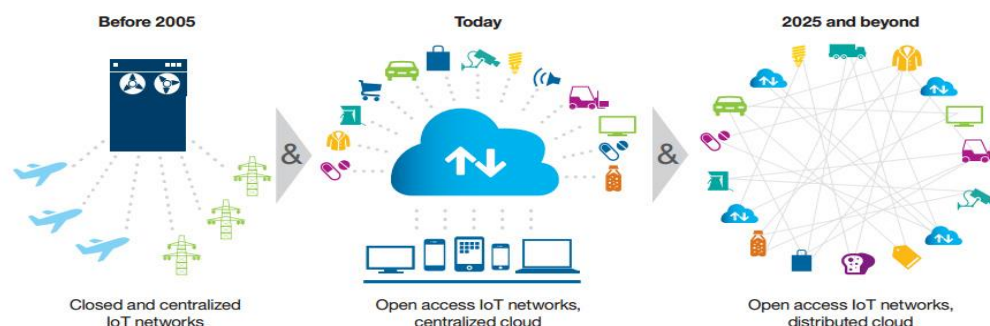 Before 2005
Today
2025 and beyond
&
&
Closed and centralized
IoT networks
Open access IoT networks,
centralized cloud
Open access IoT networks,
distributed cloud